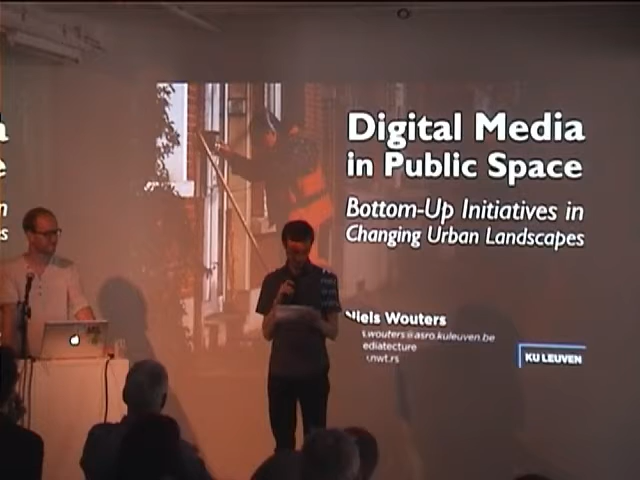 Digital Media
in Public Space
Bottom-Up Initiatives in
Changing Urban Landscapes
Niels Wouters
.wouters@asro.kuleuven.be
ediatecture
.nwt.rs
KU LEUVEN